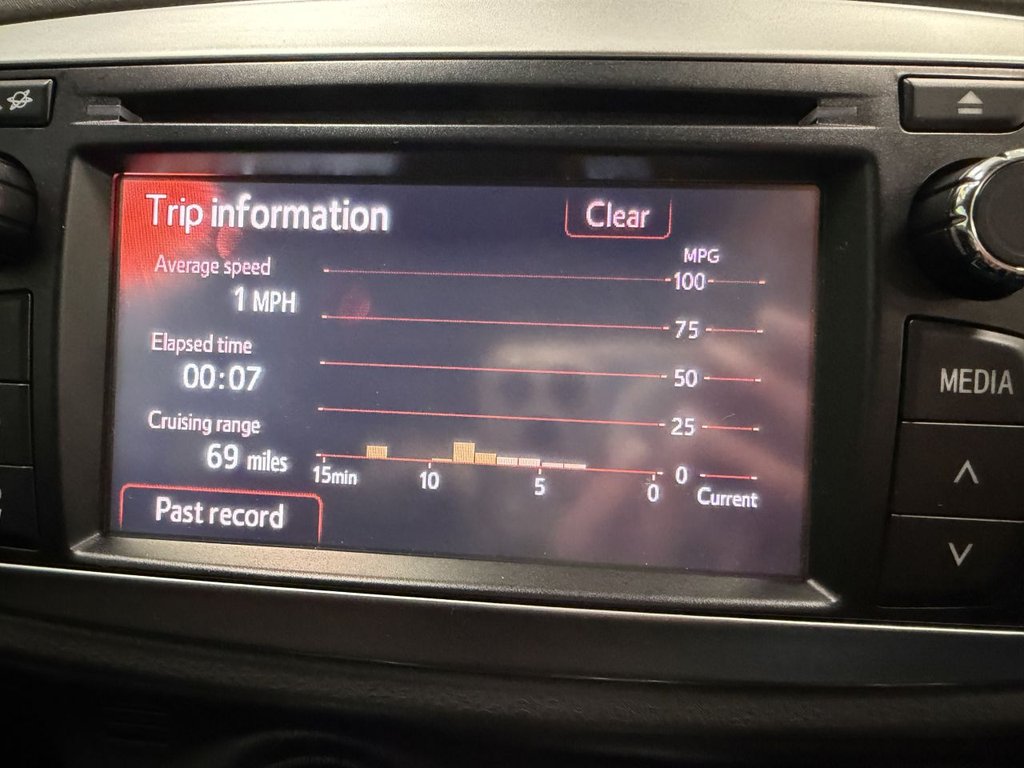 Trip information
Clear
Average speed
1 MPH
Elapsed time
00:07
Cruising range
69 miles
Past record
MPG
100
75
50
25
0
15min 10 5 0 Current
MEDIA